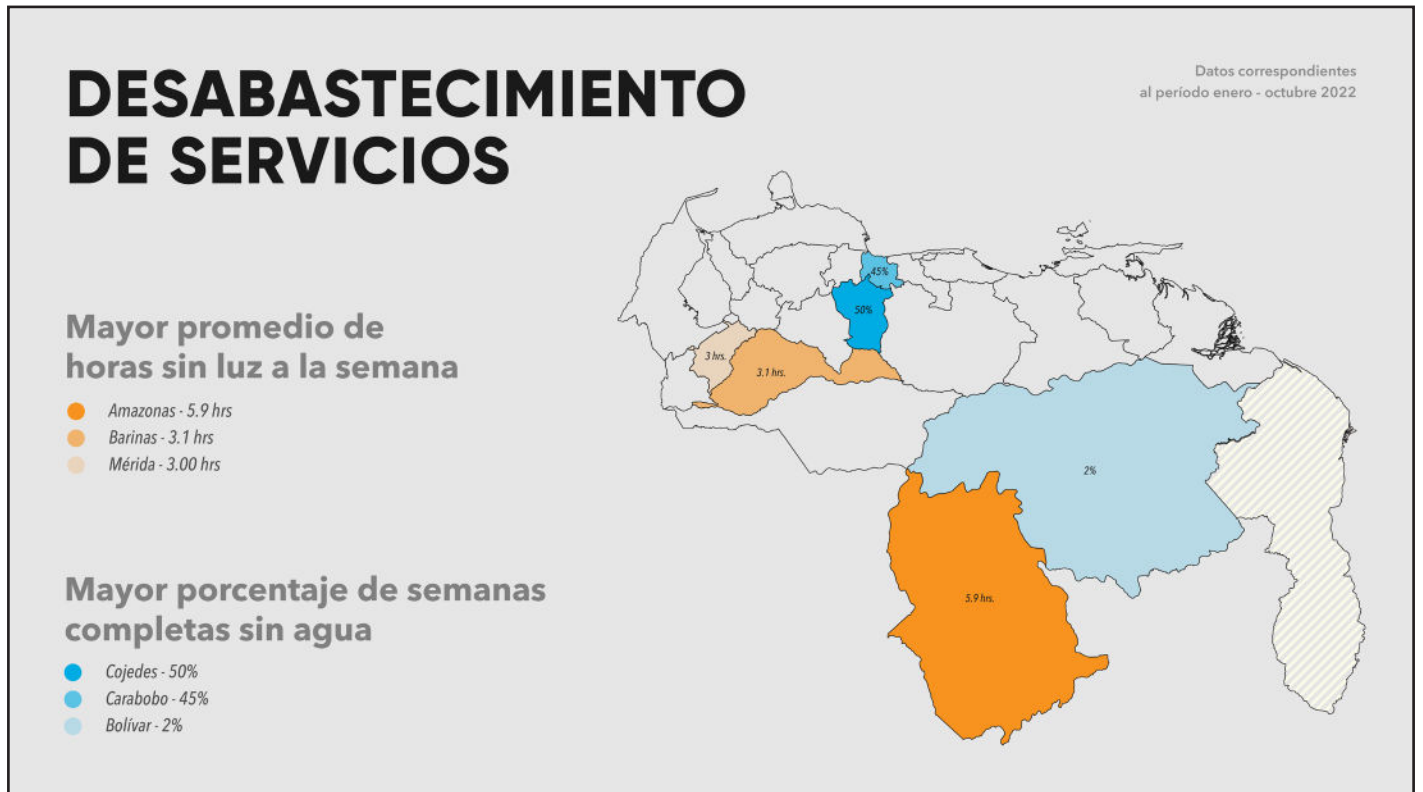 DESABASTECIMIENTO
DE SERVICIOS
Datos correspondientes
al período enero - octubre 2022
Mayor promedio de
horas sin luz a la semana
Amazonas - 5.9 hrs
Barinas - 3.1 hrs
Mérida - 3.00 hrs
Mayor porcentaje de semanas
completas sin agua
Cojedes - 50%
Carabobo - 45%
Bolívar - 2%
45%
50%
3 hrs.
3.1 hrs.
2%
5.9 hrs.